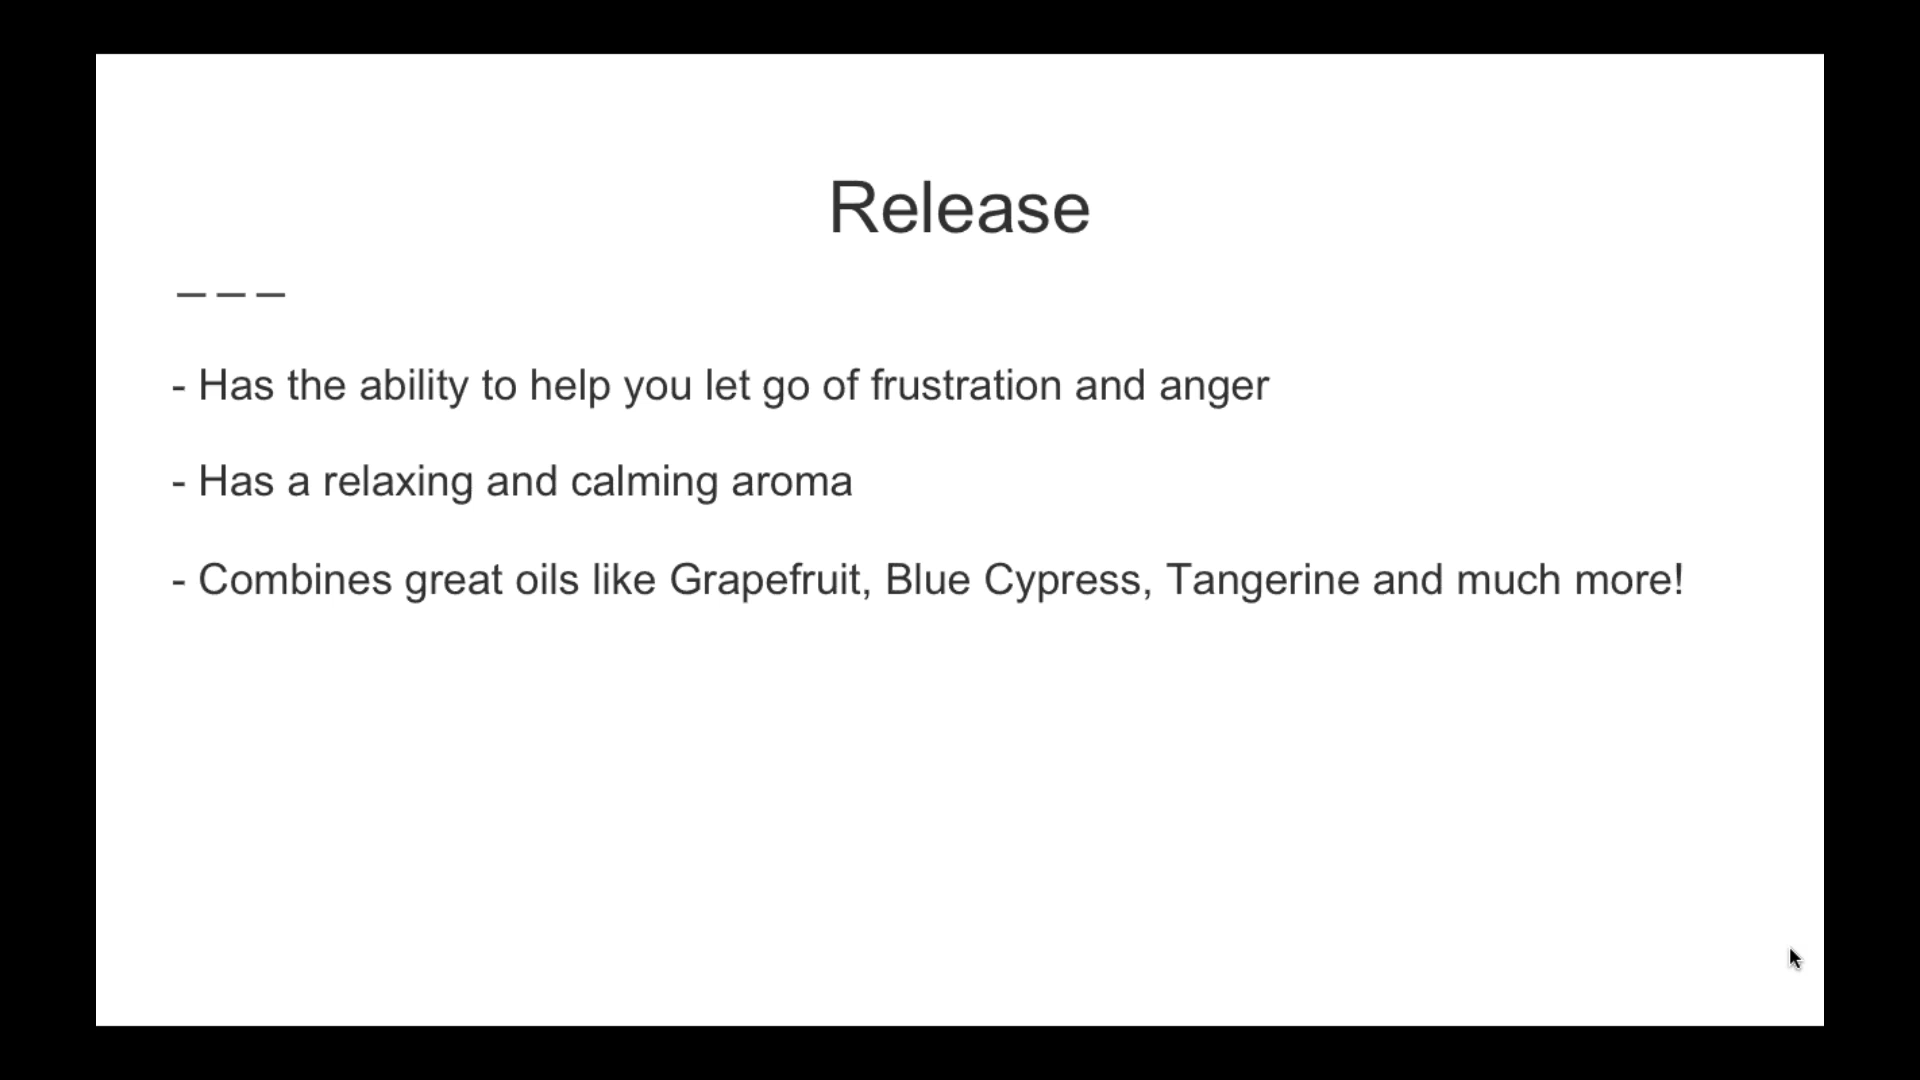 Release
– – –
- Has the ability to help you let go of frustration and anger
- Has a relaxing and calming aroma
- Combines great oils like Grapefruit, Blue Cypress, Tangerine and much more!